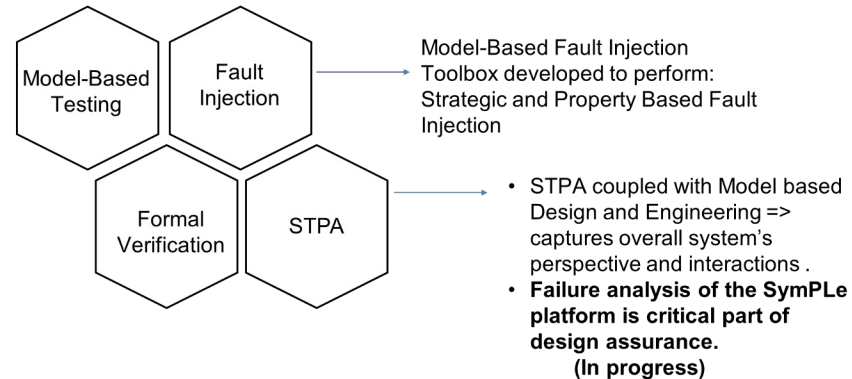 Model-Based
Testing
Fault
Injection
Model-Based Fault Injection
Toolbox developed to perform:
Strategic and Property Based Fault
Injection
Formal
Verification
STPA
• STPA coupled with Model based
Design and Engineering =>
captures overall system’s
perspective and interactions .
• Failure analysis of the SymPLe
platform is critical part of
design assurance.
(In progress)